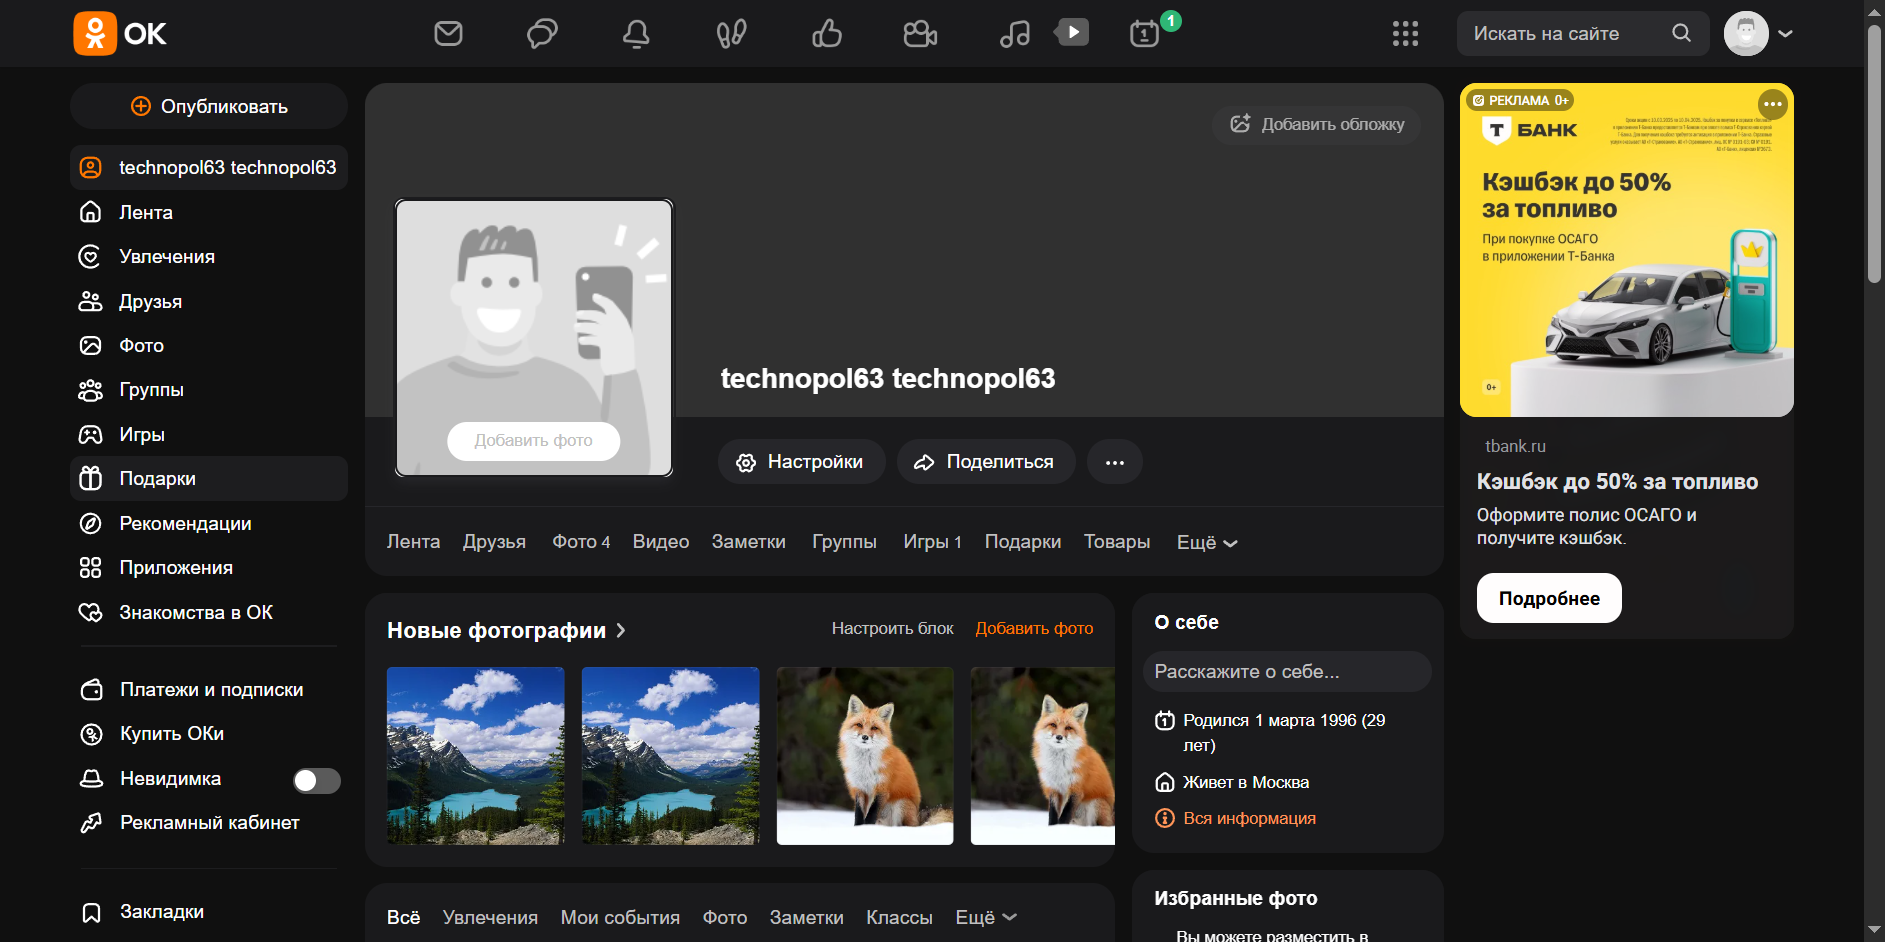 ОК
1
1
Искать на сайте
Опубликовать
technopol63 technopol63
Лента
Увлечения
Друзья
Фото
Группы
Игры
Подарки
Рекомендации
Приложения
Знакомства в ОК
Платежи и подписки
Купить ОКи
Невидимка
Рекламный кабинет
Закладки
Добавить обложку
Добавить фото
technopol63 technopol63
Настройки
Поделиться
Лента Друзья Фото 4 Видео Заметки Группы Игры 1 Подарки Товары Ещё
Новые фотографии
Настроить блок Добавить фото
Всё Увлечения Мои события Фото Заметки Классы Ещё
О себе
Расскажите о себе...
Родился 1 марта 1996 (29
лет)
Живет в Москва
Вся информация
Избранные фото
Вы можете разместить в
РЕКЛАМА 0+
Т БАНК
Кэшбэк до 50%
за топливо
При покупке ОСАГО
в приложении Т-Банка
0+
tbank.ru
Кэшбэк до 50% за топливо
Оформите полис ОСАГО и
получите кэшбэк.
Подробнее